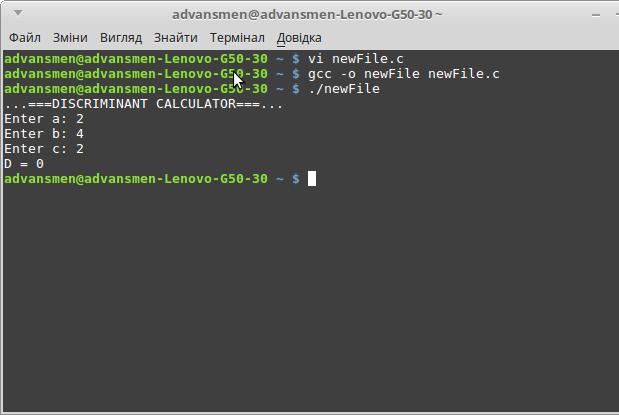 advansmen@advansmen-Lenovo-G50-30 ~
Файл Зміни Вигляд Знайти Термінал Довідка
advansmen@advansmen-Lenovo-G50-30 ~ $ vi newFile.c
advansmen@advansmen-Lenovo-G50-30 ~ $ gcc -o newFile newFile.c
advansmen@advansmen-Lenovo-G50-30 ~ $ ./newFile
...===DISCRIMINANT CALCULATOR===...
Enter a: 2
Enter b: 4
Enter c: 2
D = 0
advansmen@advansmen-Lenovo-G50-30 ~ $